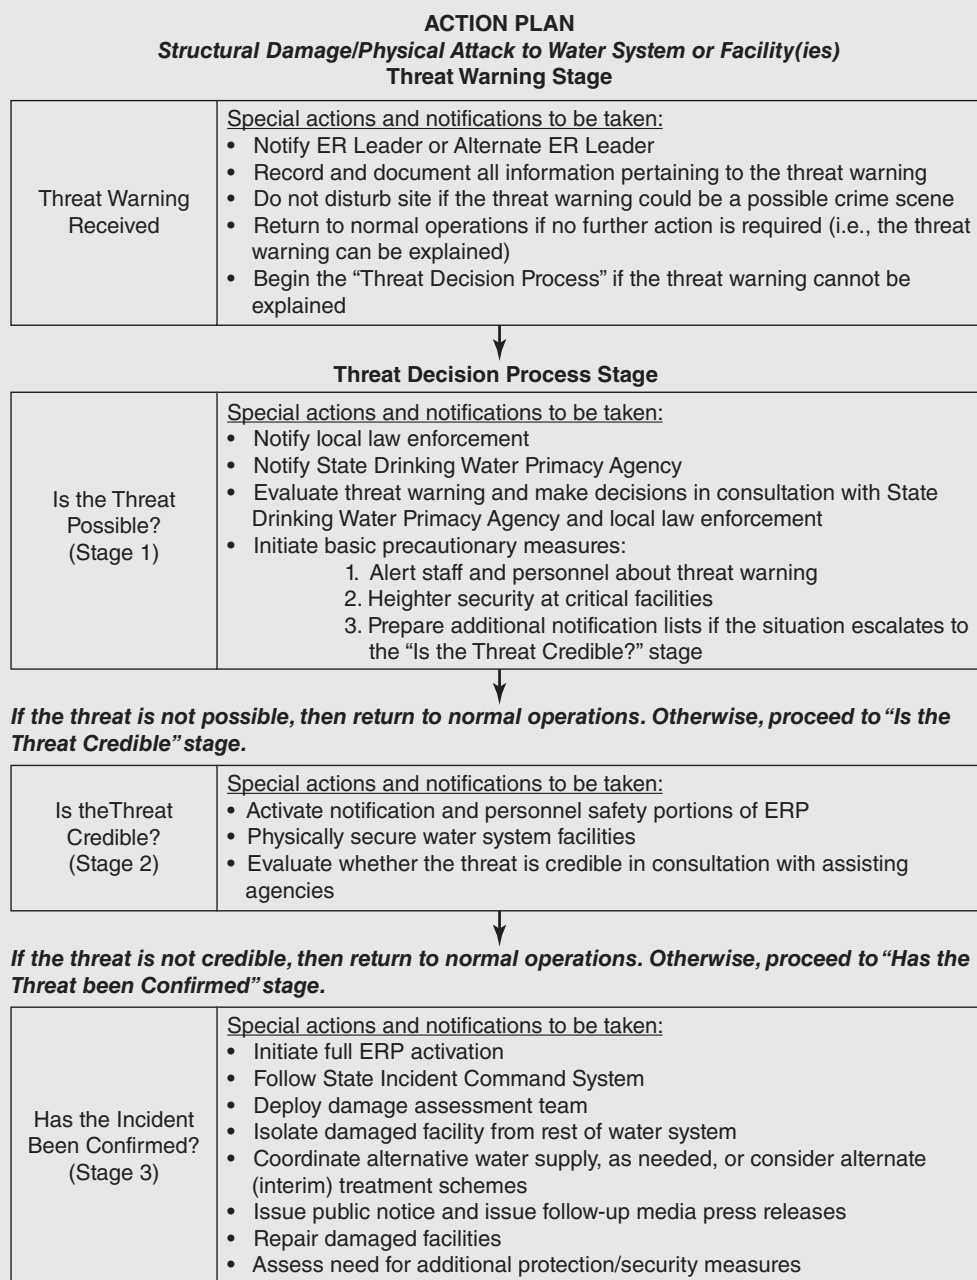 ACTION PLAN
Structural Damage/Physical Attack to Water System or Facility(ies)
Threat Warning Stage
Threat Warning
Received
Special actions and notifications to be taken:
• Notify ER Leader or Alternate ER Leader
• Record and document all information pertaining to the threat warning
• Do not disturb site if the threat warning could be a possible crime scene
• Return to normal operations if no further action is required (i.e., the threat
warning can be explained)
• Begin the “Threat Decision Process” if the threat warning cannot be
explained
Threat Decision Process Stage
Is the Threat
Possible?
(Stage 1)
Special actions and notifications to be taken:
• Notify local law enforcement
• Notify State Drinking Water Primacy Agency
• Evaluate threat warning and make decisions in consultation with State
Drinking Water Primacy Agency and local law enforcement
• Initiate basic precautionary measures:
1. Alert staff and personnel about threat warning
2. Heighter security at critical facilities
3. Prepare additional notification lists if the situation escalates to
the “Is the Threat Credible?” stage
If the threat is not possible, then return to normal operations. Otherwise, proceed to “Is the
Threat Credible” stage.
Is theThreat
Credible?
(Stage 2)
Special actions and notifications to be taken:
• Activate notification and personnel safety portions of ERP
• Physically secure water system facilities
• Evaluate whether the threat is credible in consultation with assisting
agencies
If the threat is not credible, then return to normal operations. Otherwise, proceed to “Has the
Threat been Confirmed” stage.
Has the Incident
Been Confirmed?
(Stage 3)
Special actions and notifications to be taken:
• Initiate full ERP activation
• Follow State Incident Command System
• Deploy damage assessment team
• Isolate damaged facility from rest of water system
• Coordinate alternative water supply, as needed, or consider alternate
(interim) treatment schemes
• Issue public notice and issue follow-up media press releases
• Repair damaged facilities
• Assess need for additional protection/security measures